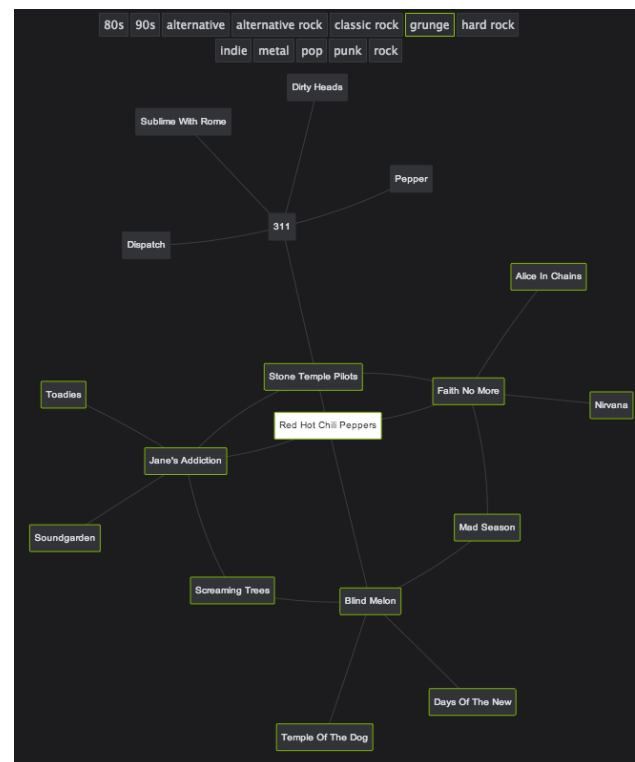 80s 90s alternative alternative rock classic rock grunge hard rock
indie metal pop punk rock
Dirty Heads
Sublime With Rome
Pepper
311
Dispatch
Alice In Chains
Stone Temple Pilots
Faith No More
Toadies
Nirvana
Red Hot Chili Peppers
Jane's Addiction
Mad Season
Soundgarden
Screaming Trees
Blind Melon
Days Of The New
Temple Of The Dog